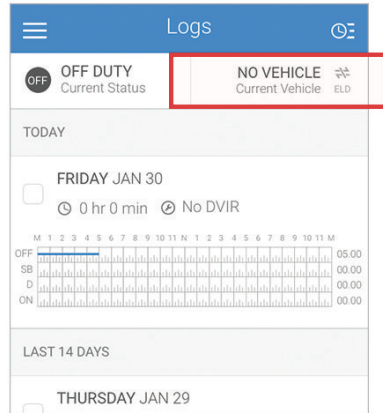 Logs
OFF OFF DUTY
Current Status
NO VEHICLE
Current Vehicle ELD
TODAY
FRIDAY JAN 30
0 hr 0 min No DVIR
M 1 2 3 4 5 6 7 8 9 10 11 N 1 2 3 4 5 6 7 8 9 10 11 M
OFF 05.00
SB 00.00
D 00.00
ON 00.00
LAST 14 DAYS
THURSDAY JAN 29